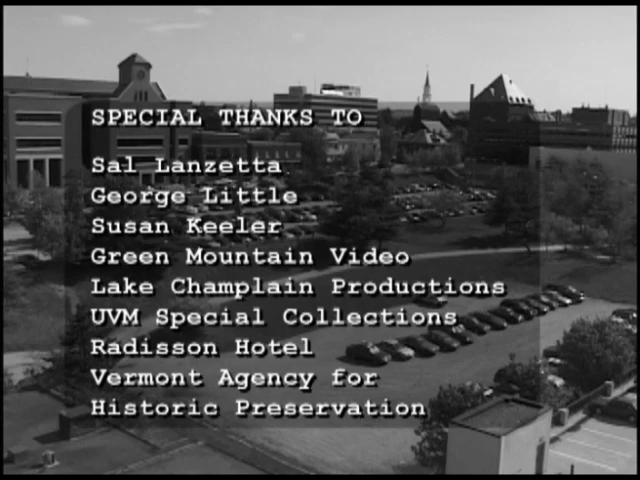 SPECIAL THANKS TO
Sal Lanzetta
George Little
Susan Keeler
Green Mountain Video
Lake Champlain Productions
UVM Special Collections
Radisson Hotel
Vermont Agency for
Historic Preservation